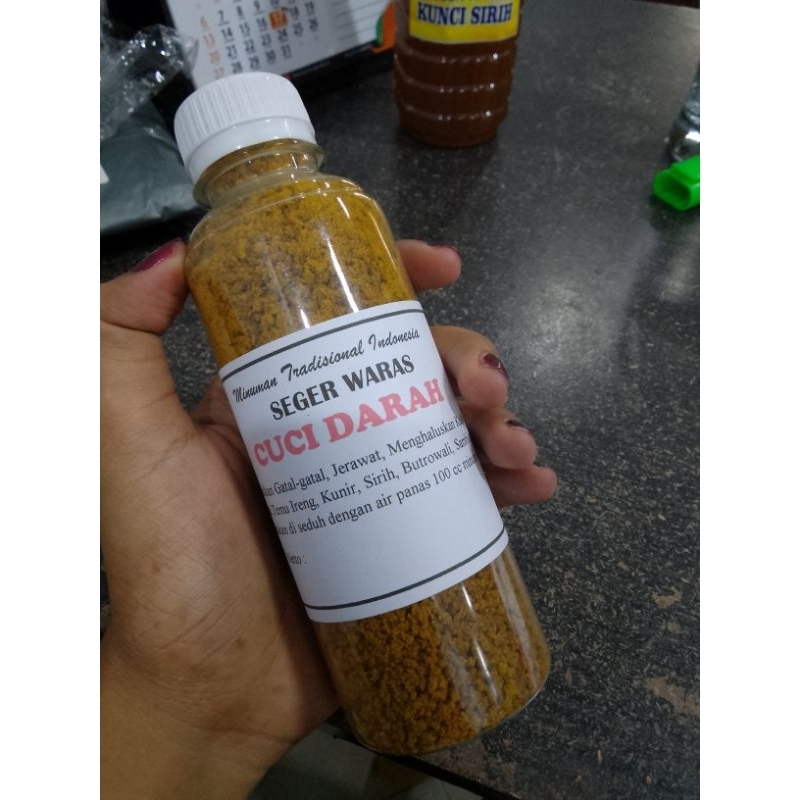 KUNCI SIRIH
Minuman Tradisional Indonesia
SEGER WARAS
CUCI DARAH
Gatal-gatal, Jerawat, Menghaluskan
Temu Ireng, Kunir, Sirih, Butrowali,
di seduh dengan air panas 100 cc